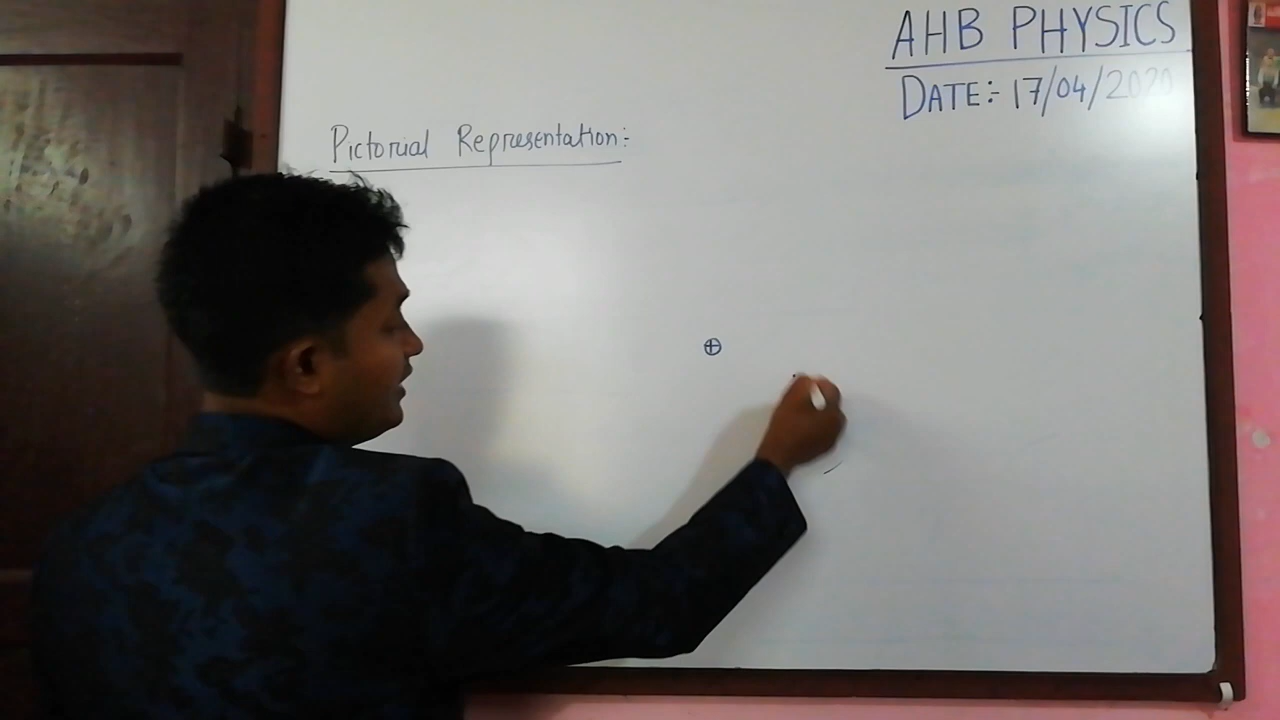 AHB PHYSICS
DATE:- 17/04/2020
Pictorial Representation:-